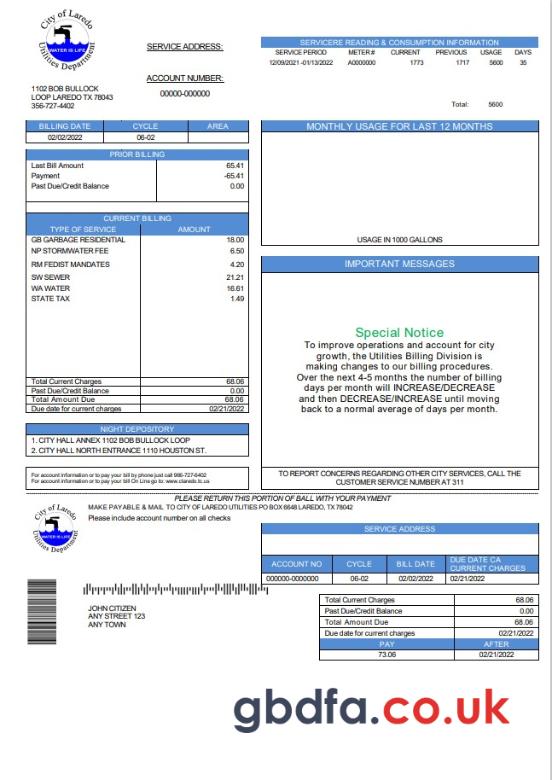 City of Laredo
WATER IS LIFE
Utilities Department
1102 BOB BULLOCK
LOOP LAREDO TX 78043
356-727-4402
SERVICE ADDRESS:
ACCOUNT NUMBER:
00000-000000
SERVICERE READING & CONSUMPTION INFORMATION
SERVICE PERIOD METER # CURRENT PREVIOUS USAGE DAYS
12/09/2021 -01/13/2022 A0000000 1773 1717 5600 35
Total: 5600
BILLING DATE CYCLE AREA
02/02/2022 06-02
PRIOR BILLING
Last Bill Amount 65.41
Payment -65.41
Past Due/Credit Balance 0.00
CURRENT BILLING
TYPE OF SERVICE AMOUNT
GB GARBAGE RESIDENTIAL 18.00
NP STORMWATER FEE 6.50
RM FEDIST MANDATES 4.20
SW SEWER 21.21
WA WATER 16.61
STATE TAX 1.49
Total Current Charges 68.06
Past Due/Credit Balance 0.00
Total Amount Due 68.06
Due date for current charges 02/21/2022
NIGHT DEPOSITORY
1. CITY HALL ANNEX 1102 BOB BULLOCK LOOP
2. CITY HALL NORTH ENTRANCE 1110 HOUSTON ST.
For account information or to pay your bill by phone just call 986-727-6402
For account information or to pay your bill On Line go to: www.claredo.tc.us
MONTHLY USAGE FOR LAST 12 MONTHS
USAGE IN 1000 GALLONS
IMPORTANT MESSAGES
Special Notice
To improve operations and account for city
growth, the Utilities Billing Division is
making changes to our billing procedures.
Over the next 4-5 months the number of billing
days per month will INCREASE/DECREASE
and then DECREASE/INCREASE until moving
back to a normal average of days per month.
TO REPORT CONCERNS REGARDING OTHER CITY SERVICES, CALL THE
CUSTOMER SERVICE NUMBER AT 311
PLEASE RETURN THIS PORTION OF BALL WITH YOUR PAYMENT
City of Laredo
WATER IS LIFE
Utilities Department
MAKE PAYABLE & MAIL TO CITY OF LAREDO UTILITIES PO BOX 6648 LAREDO, TX 78042
Please include account number on all checks
SERVICE ADDRESS
ACCOUNT NO CYCLE BILL DATE DUE DATE CA CURRENT CHARGES
000000-0000000 06-02 02/02/2022 02/21/2022
JOHN CITIZEN
ANY STREET 123
ANY TOWN
Total Current Charges 68.06
Past Due/Credit Balance 0.00
Total Amount Due 68.06
Due date for current charges 02/21/2022
PAY AFTER
73.06 02/21/2022
gbdfa.co.uk